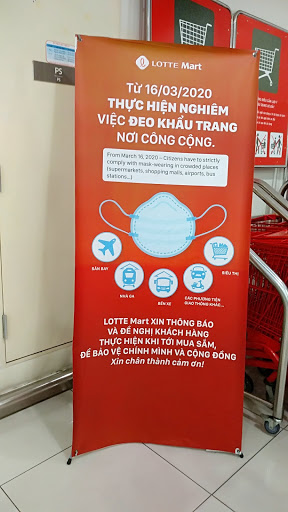 LOTTE Mart
TỪ 16/03/2020
THỰC HIỆN NGHIÊM
VIỆC ĐEO KHẨU TRANG
NƠI CÔNG CỘNG.
From March 16, 2020 - Citizens have to strictly
comply with mask-wearing in crowded places
(supermarkets, shopping malls, airports, bus
stations...)
SÂN BAY
NHÀ GA
BẾN XE
CÁC PHƯƠNG TIỆN
GIAO THÔNG KHÁC...
SIÊU THỊ
LOTTE Mart XIN THÔNG BÁO
VÀ ĐỀ NGHỊ KHÁCH HÀNG
THỰC HIỆN KHI TỚI MUA SẮM,
ĐỂ BẢO VỆ CHÍNH MÌNH VÀ CỘNG ĐỒNG
Xin chân thành cảm ơn!
PS